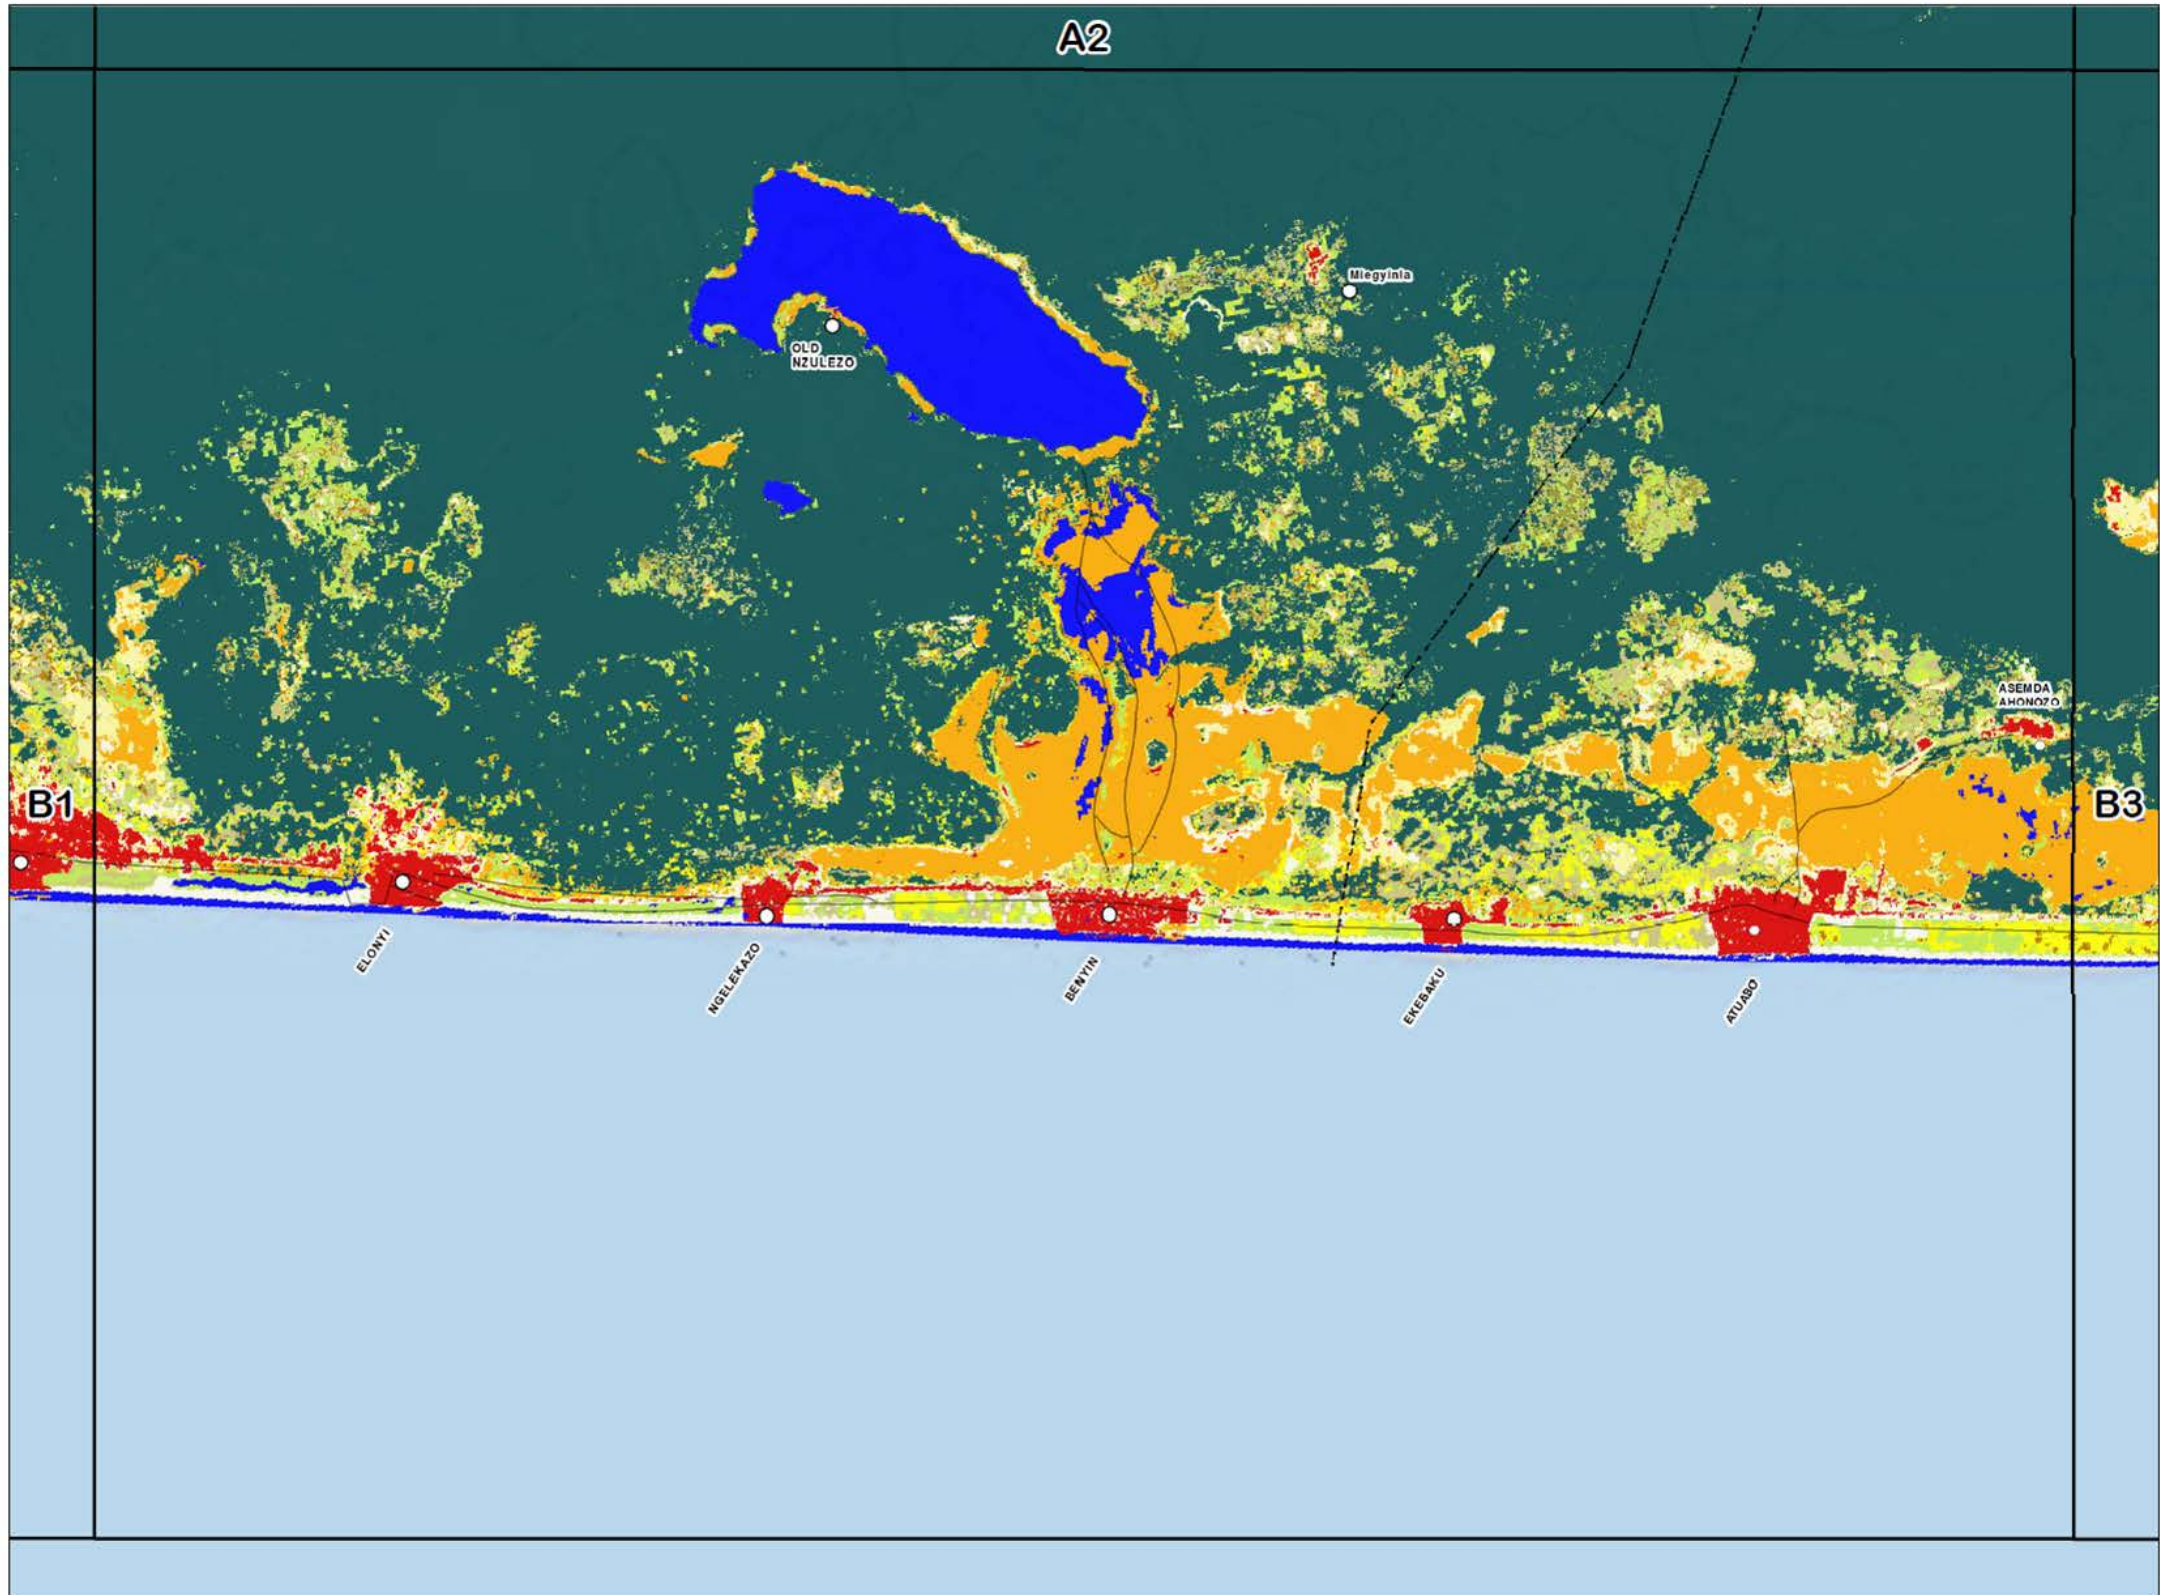 A2
Miegyinla
OLD
NZULEZO
ASEMDA
AHONOZO
B1
B3
ELONYI
NGELEKAZO
BENYIN
EKEBAKU
ATUABO